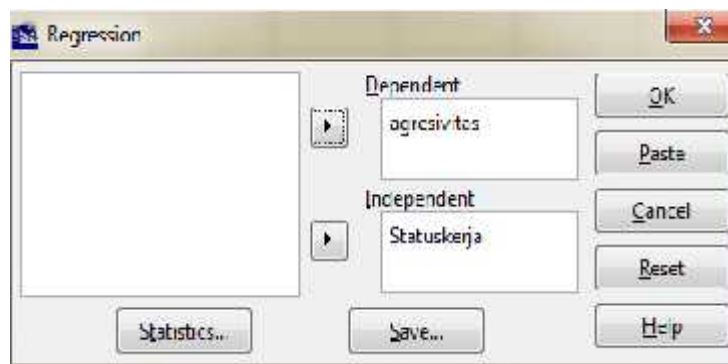 Regression
Dependent
agresivitas
Independent
Statuskerja
OK
Paste
Cancel
Reset
Help
Statistics...
Save...